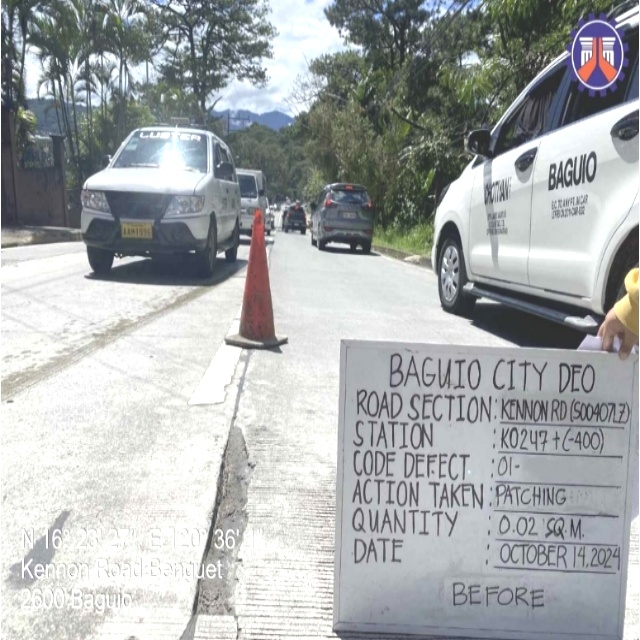 LUSTER
BAGUIO
BAGUIO CITY DEO
ROAD SECTION: KENNON RD (S00407LZ)
STATION : K0247 + (-400)
CODE DEFECT : 01-
ACTION TAKEN : PATCHING
QUANTITY : 0.02 SQ.M.
DATE : OCTOBER 14, 2024
BEFORE
Kennon Road Benguet
2600 Baguio